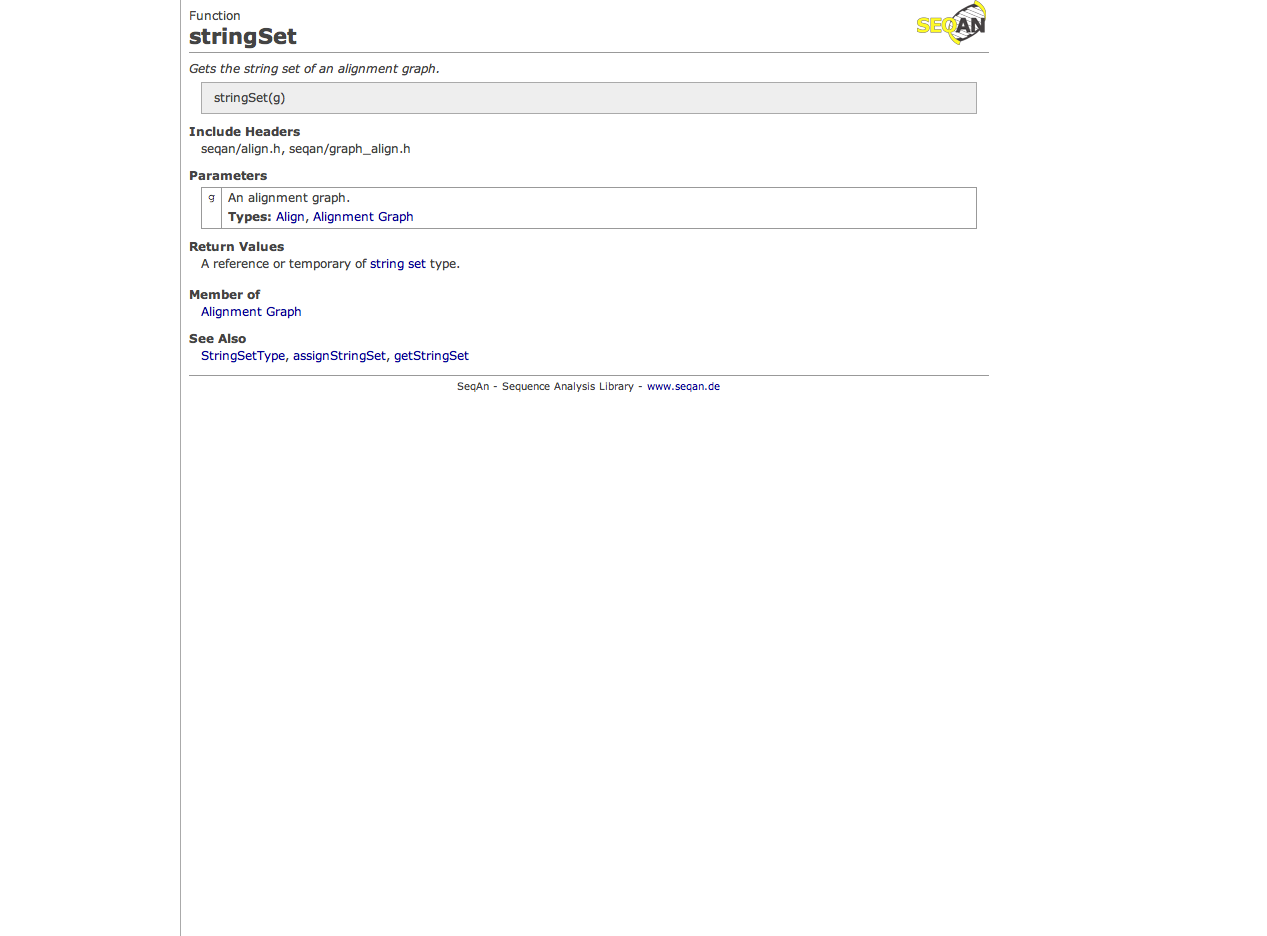 Function
stringSet
SEQAN
Gets the string set of an alignment graph.
stringSet(g)
Include Headers
seqan/align.h, seqan/graph_align.h
Parameters
g An alignment graph.
Types: Align, Alignment Graph
Return Values
A reference or temporary of string set type.
Member of
Alignment Graph
See Also
StringSetType, assignStringSet, getStringSet
SeqAn - Sequence Analysis Library - www.seqan.de